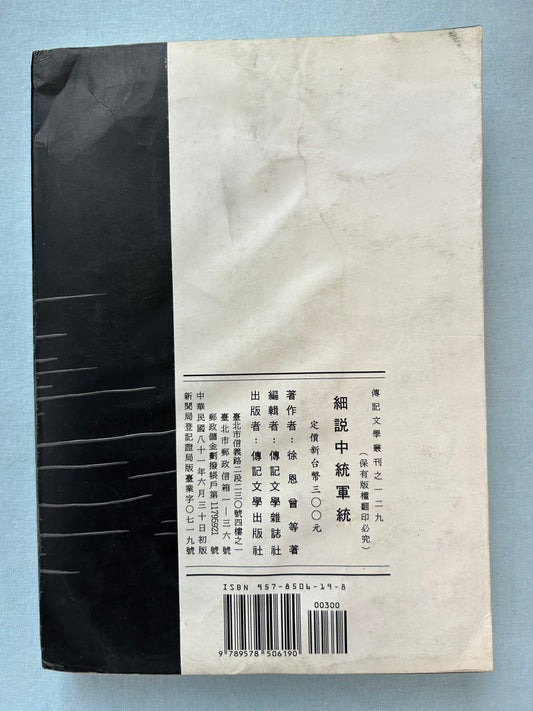 傳記文學叢刊之一二九
(保有版權翻印必究)
細說中統軍統
定價新台幣三〇〇元
著作者：徐恩曾等著
編輯者：傳記文學雜誌社
出版者：傳記文學出版社
臺北市信義路二段二三〇號四樓之一
臺北市郵政信箱一—三六號
郵政儲金劃撥帳戶第11795921號
中華民國八十一年六月三十日初版
新聞局登記證局版臺業字〇七一九號
ISBN 957-8506-19-8
00300
9 789578 506190